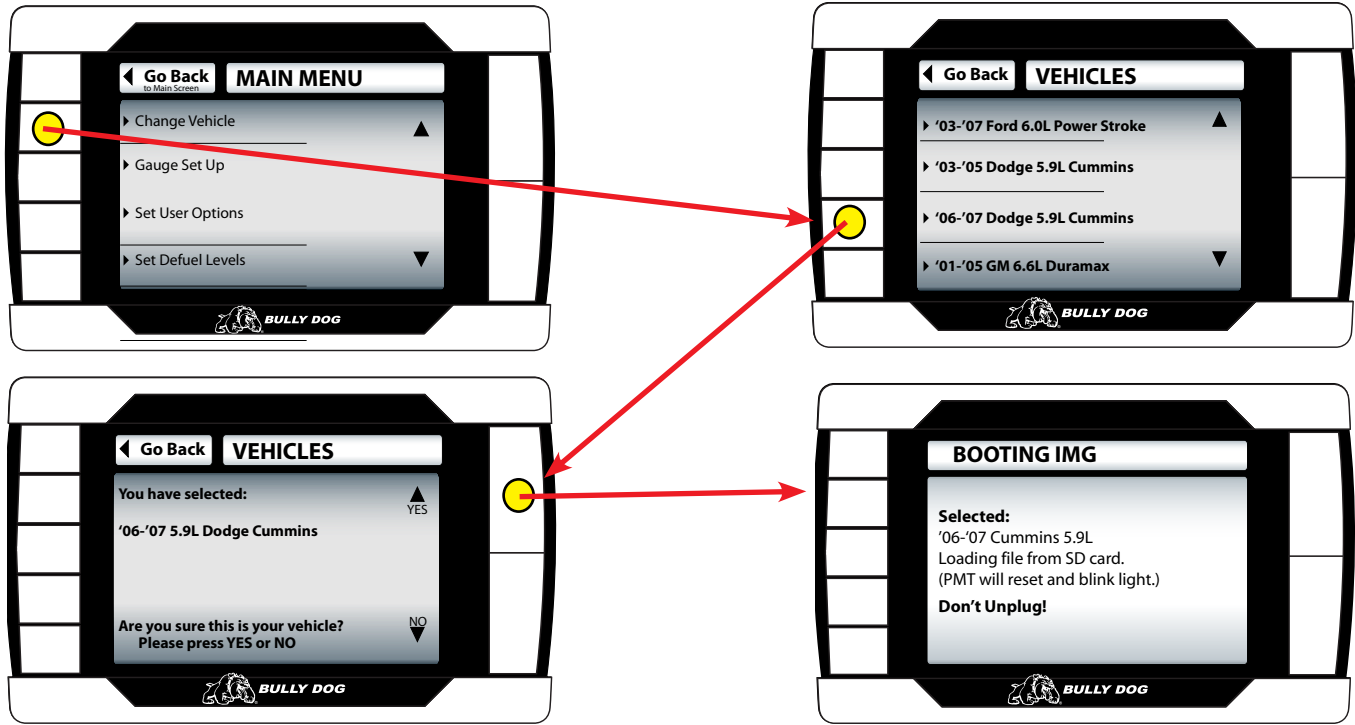 Go Back
to Main Screen
MAIN MENU
Change Vehicle
Gauge Set Up
Set User Options
Set Defuel Levels
BULLY DOG
Go Back
VEHICLES
‘03-’07 Ford 6.0L Power Stroke
‘03-’05 Dodge 5.9L Cummins
‘06-’07 Dodge 5.9L Cummins
‘01-’05 GM 6.6L Duramax
BULLY DOG
Go Back
VEHICLES
You have selected:
YES
‘06-’07 5.9L Dodge Cummins
Are you sure this is your vehicle?
NO
Please press YES or NO
BULLY DOG
BOOTING IMG
Selected:
’06-‘07 Cummins 5.9L
Loading file from SD card.
(PMT will reset and blink light.)
Don’t Unplug!
BULLY DOG